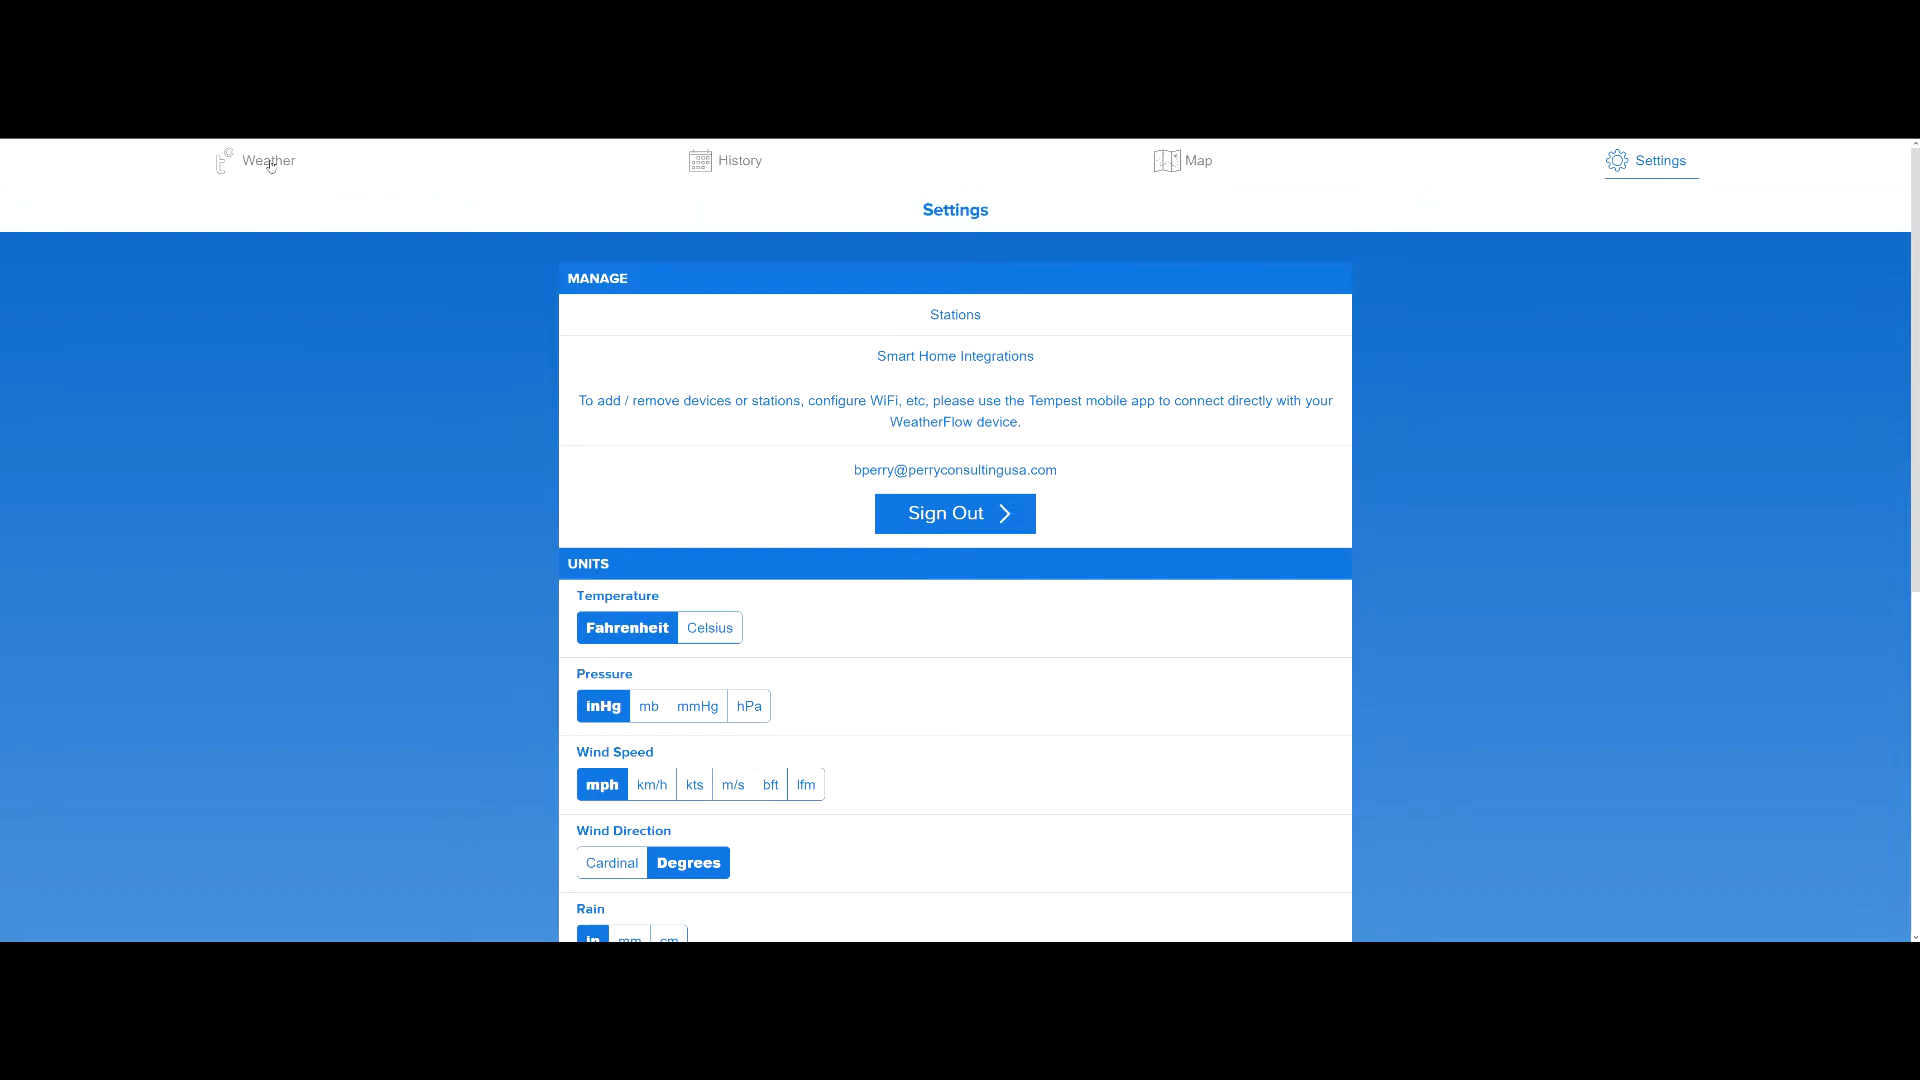 Weather
History
Map
Settings
Settings
MANAGE
Stations
Smart Home Integrations
To add / remove devices or stations, configure WiFi, etc, please use the Tempest mobile app to connect directly with your
WeatherFlow device.
bperry@perryconsultingusa.com
Sign Out
UNITS
Temperature
Fahrenheit Celsius
Pressure
inHg mb mmHg hPa
Wind Speed
mph km/h kts m/s bft lfm
Wind Direction
Cardinal Degrees
Rain
in mm cm